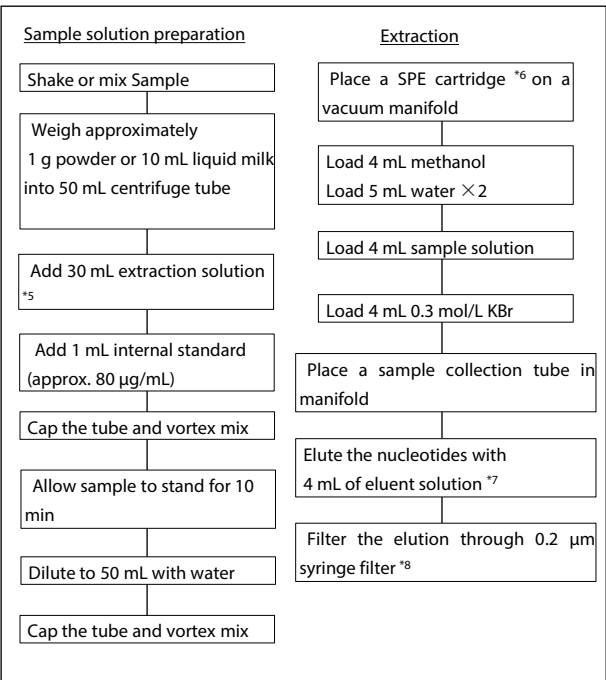 Sample solution preparation
Shake or mix Sample
Weigh approximately
1 g powder or 10 mL liquid milk
into 50 mL centrifuge tube
Add 30 mL extraction solution
*5
Add 1 mL internal standard
(approx. 80 μg/mL)
Cap the tube and vortex mix
Allow sample to stand for 10
min
Dilute to 50 mL with water
Cap the tube and vortex mix
Extraction
Place a SPE cartridge *6 on a
vacuum manifold
Load 4 mL methanol
Load 5 mL water ×2
Load 4 mL sample solution
Load 4 mL 0.3 mol/L KBr
Place a sample collection tube in
manifold
Elute the nucleotides with
4 mL of eluent solution *7
Filter the elution through 0.2 μm
syringe filter *8